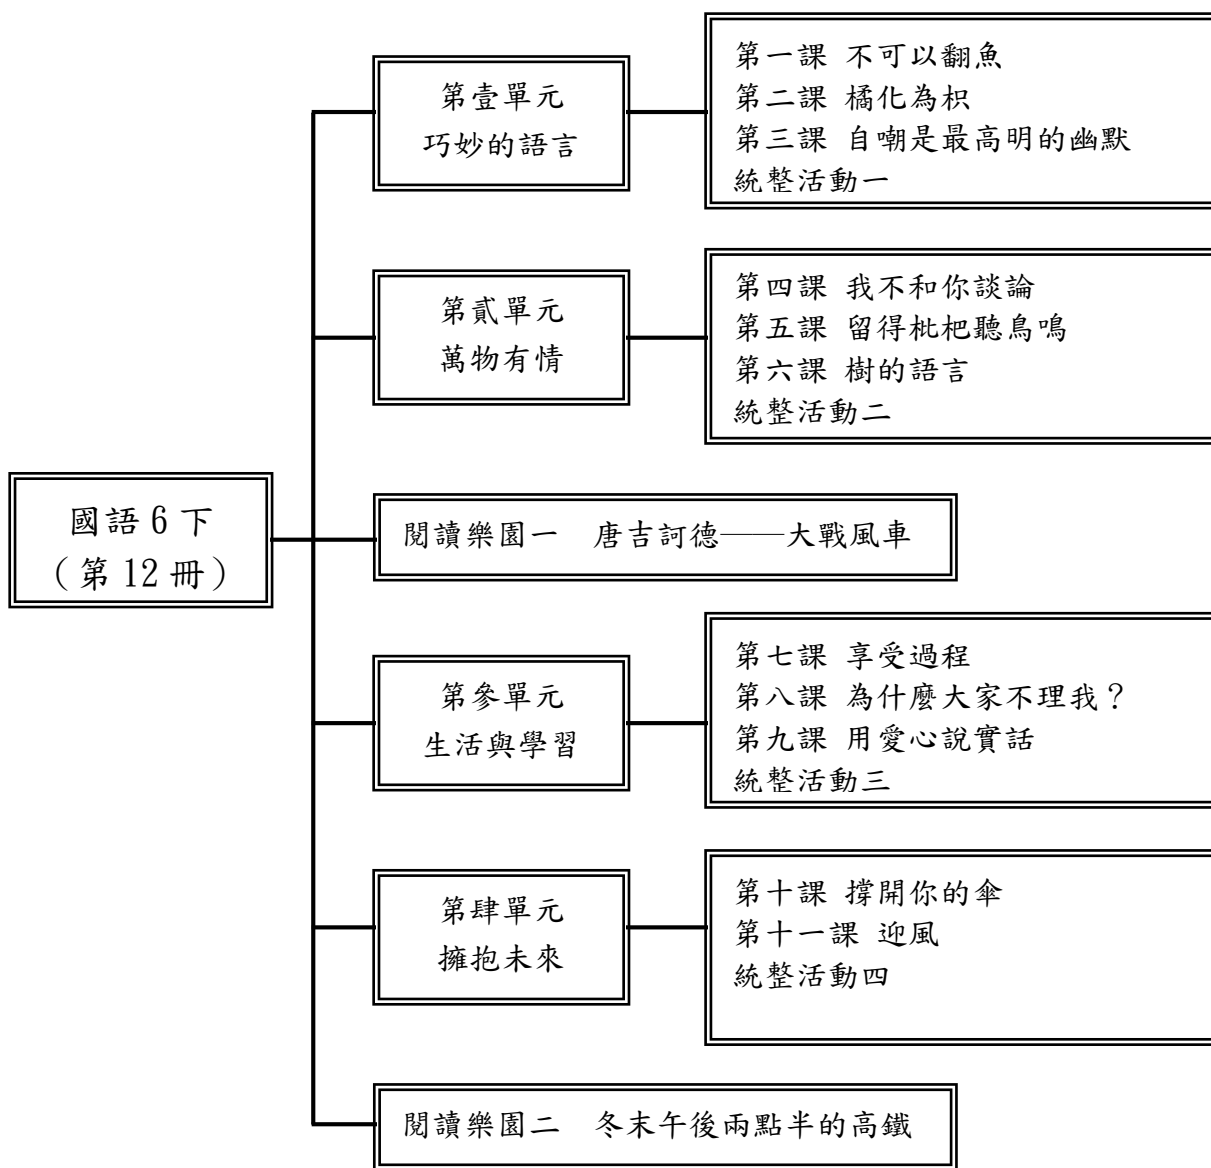 國語 6 下
（第 12 冊）
第壹單元
巧妙的語言
第一課 不可以翻魚
第二課 橘化為枳
第三課 自嘲是最高明的幽默
統整活動一
第貳單元
萬物有情
第四課 我不和你談論
第五課 留得枇杷聽鳥鳴
第六課 樹的語言
統整活動二
閱讀樂園一　唐吉訶德——大戰風車
第參單元
生活與學習
第七課 享受過程
第八課 為什麼大家不理我？
第九課 用愛心說實話
統整活動三
第肆單元
擁抱未來
第十課 撐開你的傘
第十一課 迎風
統整活動四
閱讀樂園二　冬末午後兩點半的高鐵